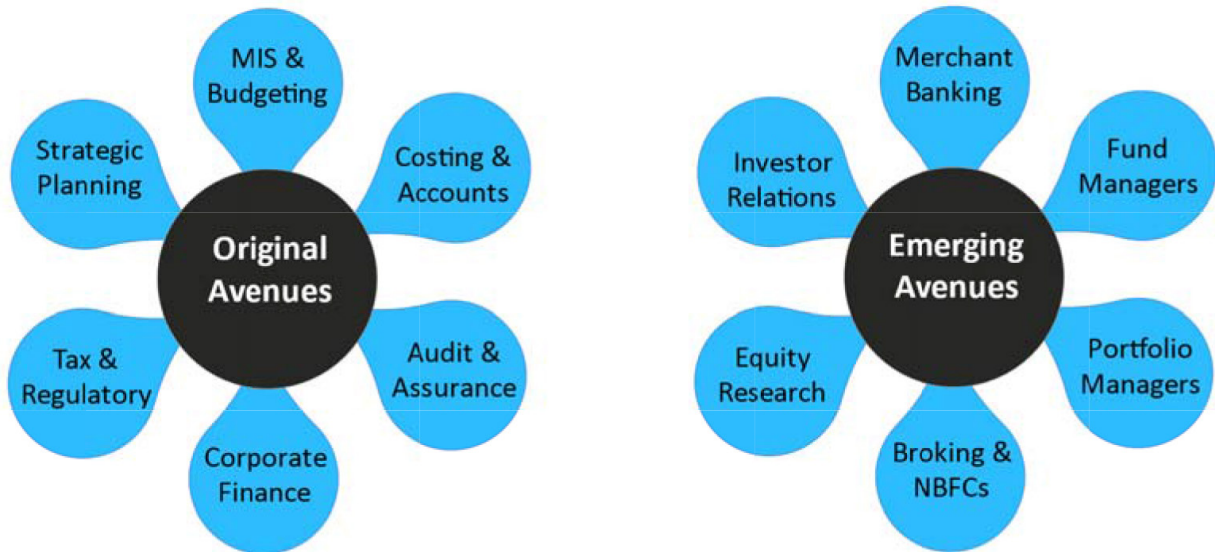 MIS &
Budgeting
Strategic
Planning
Costing &
Accounts
Original
Avenues
Tax &
Regulatory
Audit &
Assurance
Corporate
Finance
Merchant
Banking
Investor
Relations
Fund
Managers
Emerging
Avenues
Equity
Research
Portfolio
Managers
Broking &
NBFCs